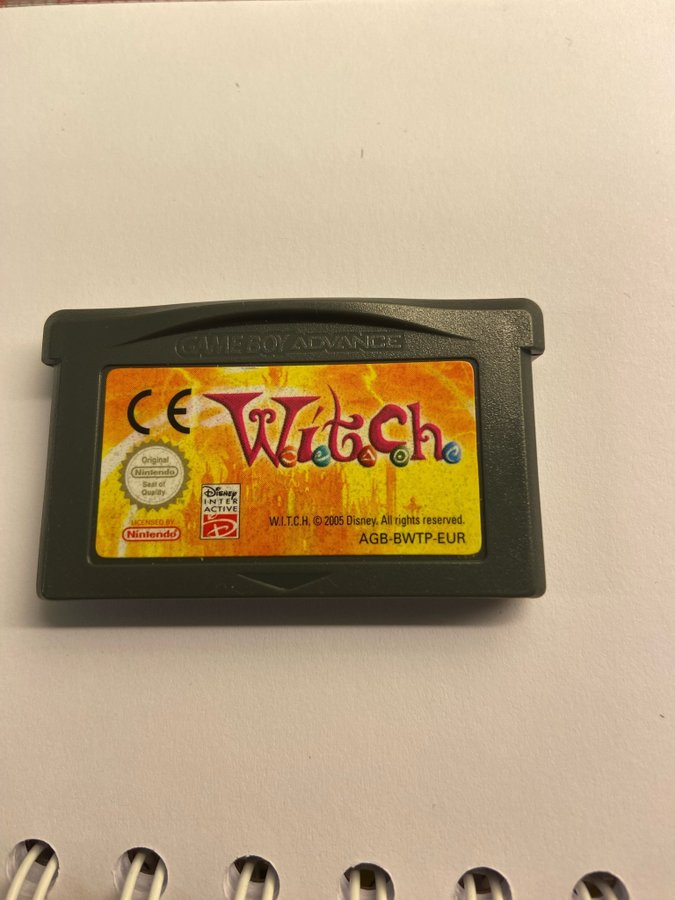 GAME BOY ADVANCE
CE
W.i.t.c.h.
Original
Nintendo
Seal of
Quality
Disney
INTER
ACTIVE
LICENSED BY
Nintendo
W.I.T.C.H. © 2005 Disney. All rights reserved.
AGB-BWTP-EUR